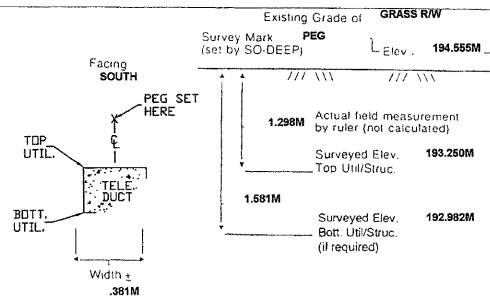 Existing Grade of GRASS R/W
Survey Mark PEG
(set by SO-DEEP)
Elev. 194.555M
Facing
SOUTH
PEG SET
HERE
1.298M Actual field measurement
by ruler (not calculated)
TOP
UTIL.
Surveyed Elev. 193.250M
Top Util/Struc.
TELE.
DUCT
1.581M
BOTT.
UTIL.
Surveyed Elev. 192.982M
Bott. Util/Struc.
(if required)
Width ±
.381M